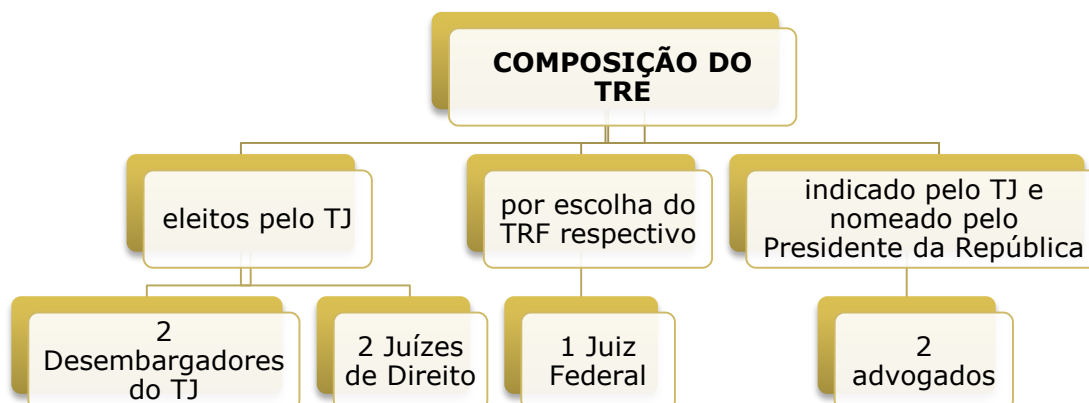 COMPOSIÇÃO DO
TRE
eleitos pelo TJ
por escolha do
TRF respectivo
indicado pelo TJ e
nomeado pelo
Presidente da República
2
Desembargadores
do TJ
2 Juízes
de Direito
1 Juiz
Federal
2
advogados